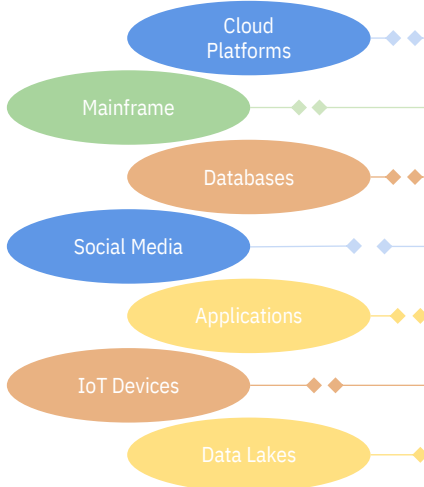 Cloud
Platforms
Mainframe
Databases
Social Media
Applications
IoT Devices
Data Lakes